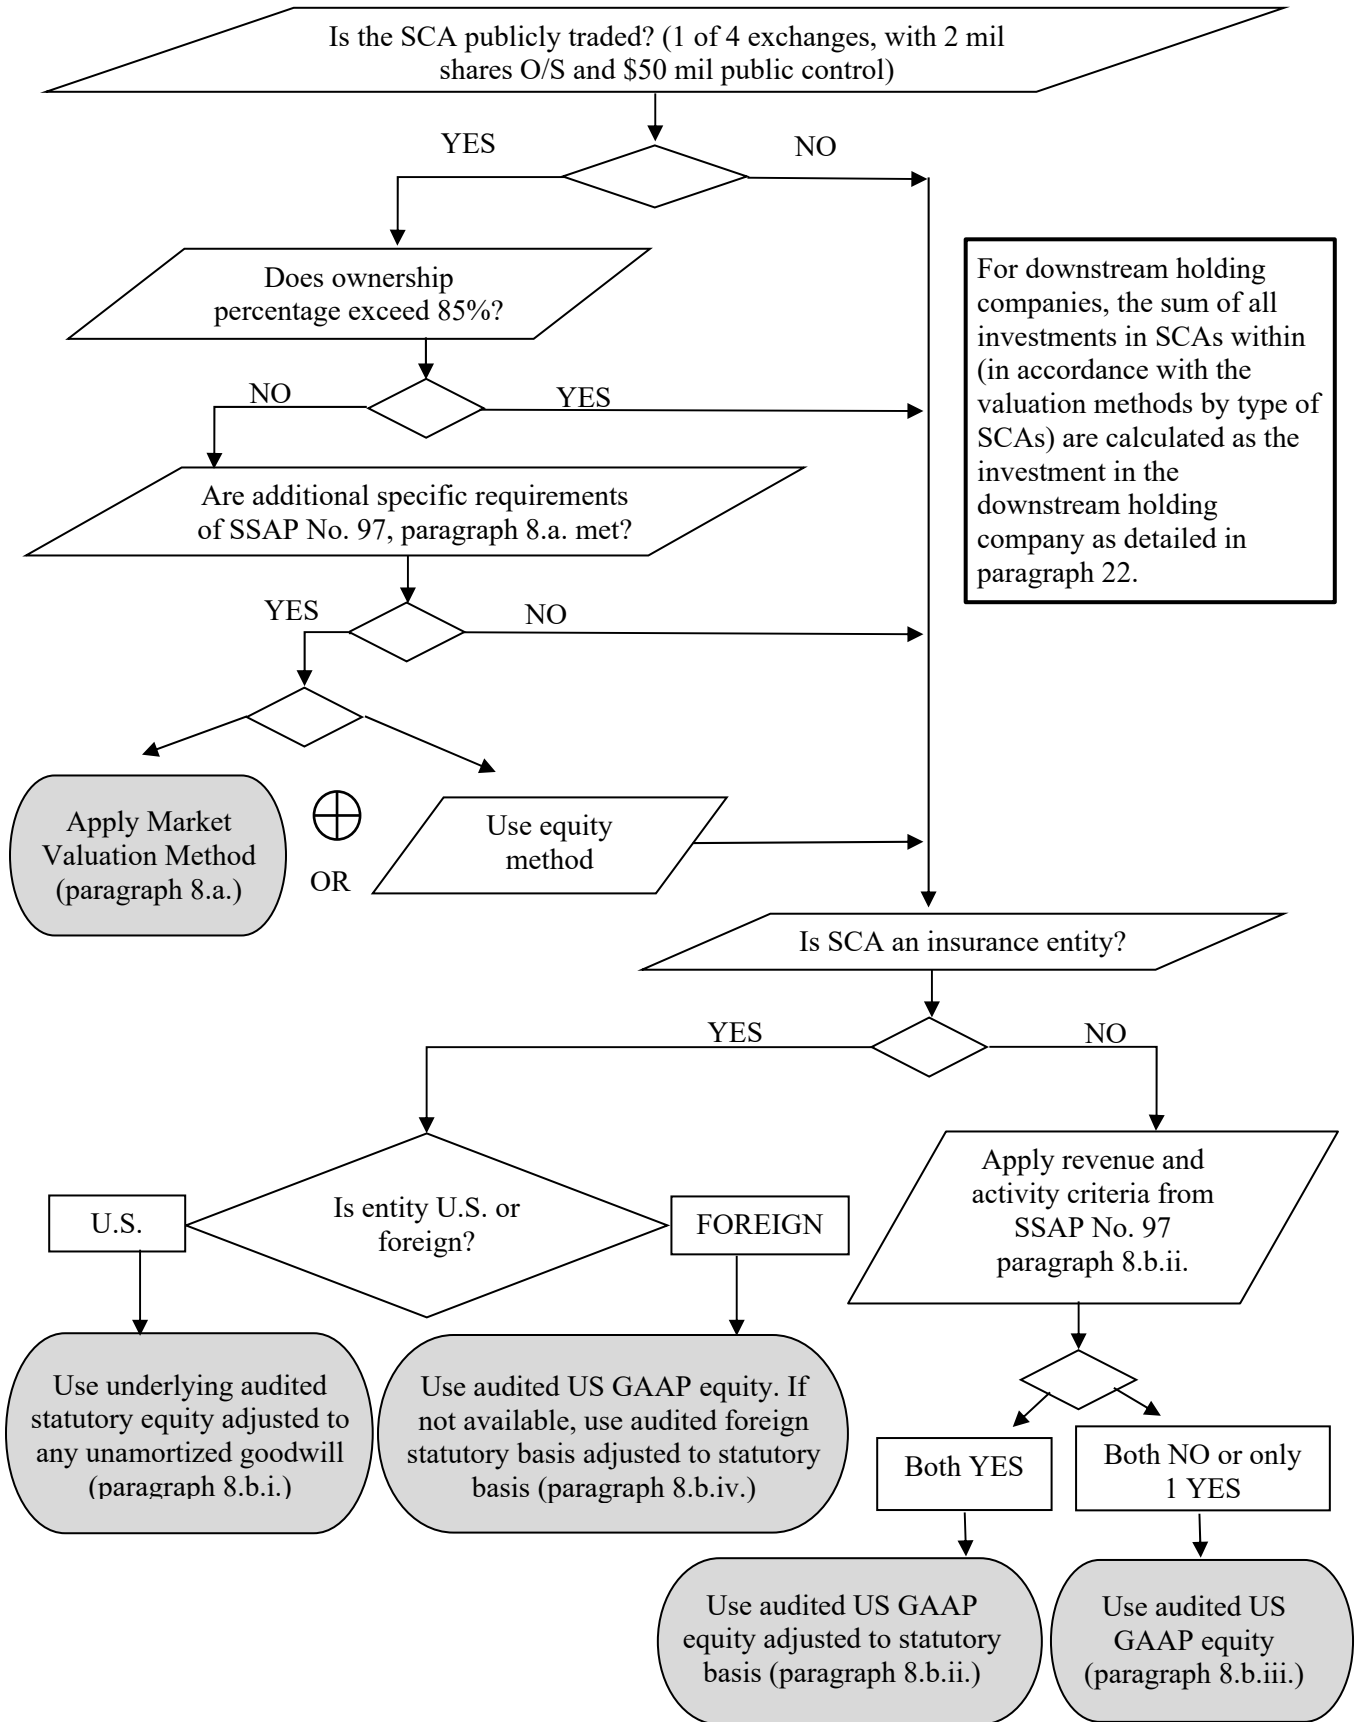 Is the SCA publicly traded? (1 of 4 exchanges, with 2 mil
shares O/S and $50 mil public control)
YES
NO
Does ownership
percentage exceed 85%?
For downstream holding
companies, the sum of all
investments in SCAs within
(in accordance with the
valuation methods by type of
SCAs) are calculated as the
investment in the
downstream holding
company as detailed in
paragraph 22.
NO
YES
Are additional specific requirements
of SSAP No. 97, paragraph 8.a. met?
YES
NO
Apply Market
Valuation Method
(paragraph 8.a.)
OR
Use equity
method
Is SCA an insurance entity?
YES
NO
U.S.
Is entity U.S. or
foreign?
FOREIGN
Apply revenue and
activity criteria from
SSAP No. 97
paragraph 8.b.ii.
Use underlying audited
statutory equity adjusted to
any unamortized goodwill
(paragraph 8.b.i.)
Use audited US GAAP equity. If
not available, use audited foreign
statutory basis adjusted to statutory
basis (paragraph 8.b.iv.)
Both YES
Both NO or only
1 YES
Use audited US GAAP
equity adjusted to statutory
basis (paragraph 8.b.ii.)
Use audited US
GAAP equity
(paragraph 8.b.iii.)